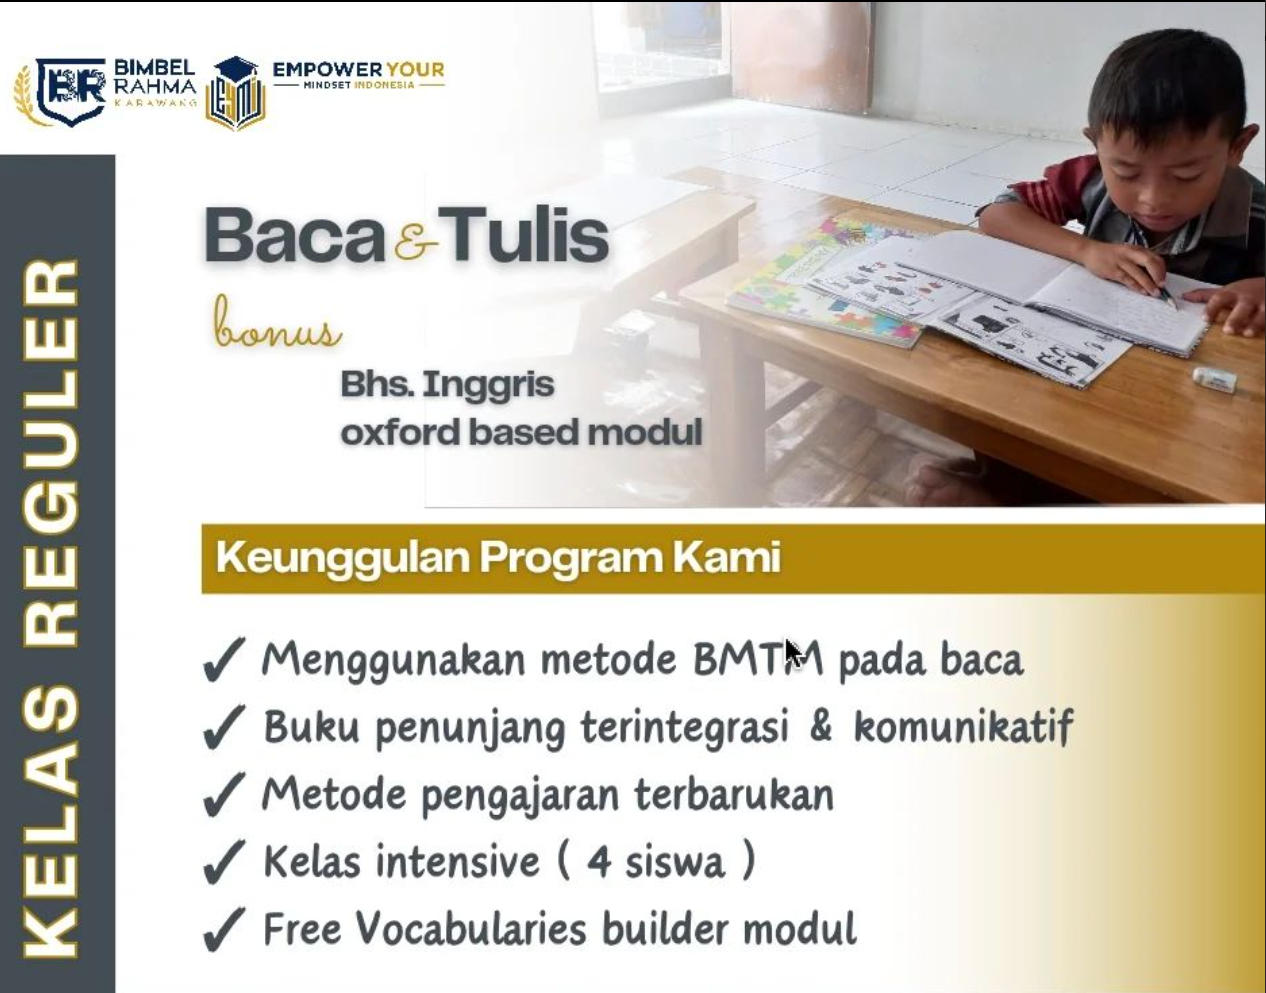 BIMBEL
RAHMA
KARAWANG
EMPOWER YOUR
MINDSET INDONESIA
KELAS REGULER
Baca & Tulis
bonus
Bhs. Inggris
oxford based modul
Keunggulan Program Kami
✓ Menggunakan metode BMTM pada baca
✓ Buku penunjang terintegrasi & komunikatif
✓ Metode pengajaran terbarukan
✓ Kelas intensive ( 4 siswa )
✓ Free Vocabularies builder modul